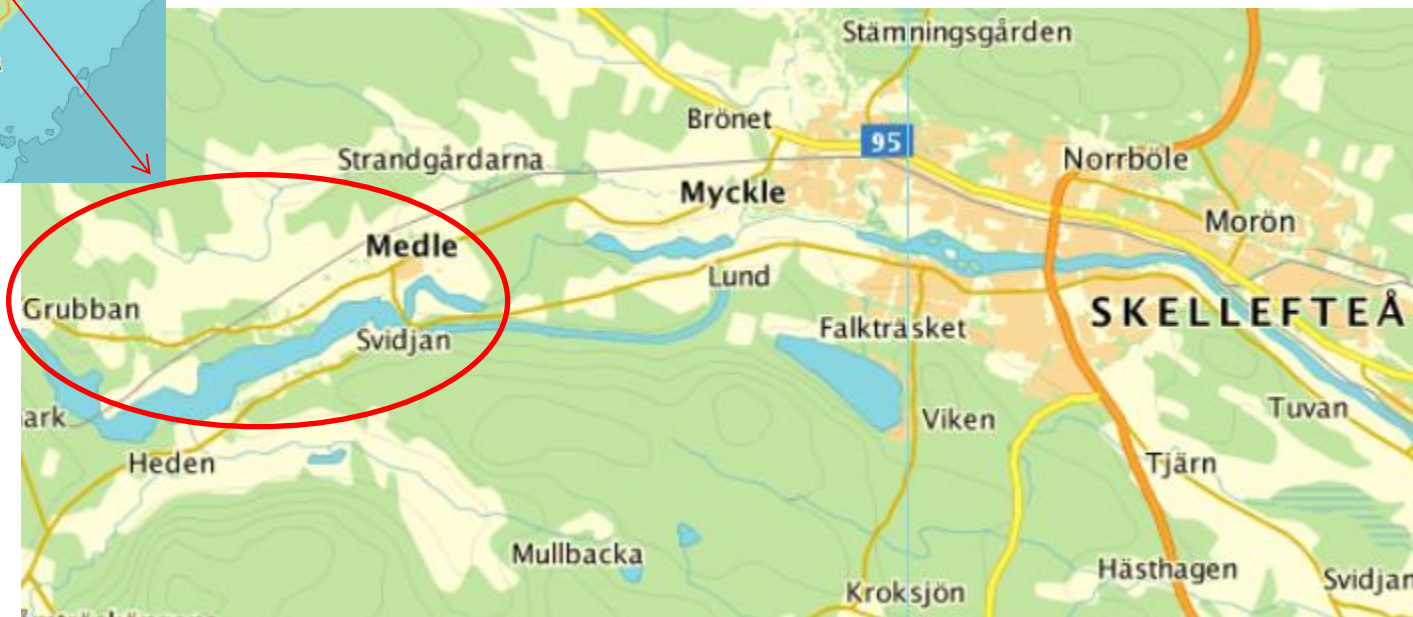 Stämningsgården
Brönet
95
Strandgårdarna
Norrböle
Myckle
Morön
Medle
Lund
Grubban
SKELLEFTEÅ
Falkträsket
Svidjan
ark
Viken
Tuvan
Heden
Tjärn
Mullbacka
Hästhagen
Svidjan
Kroksjön